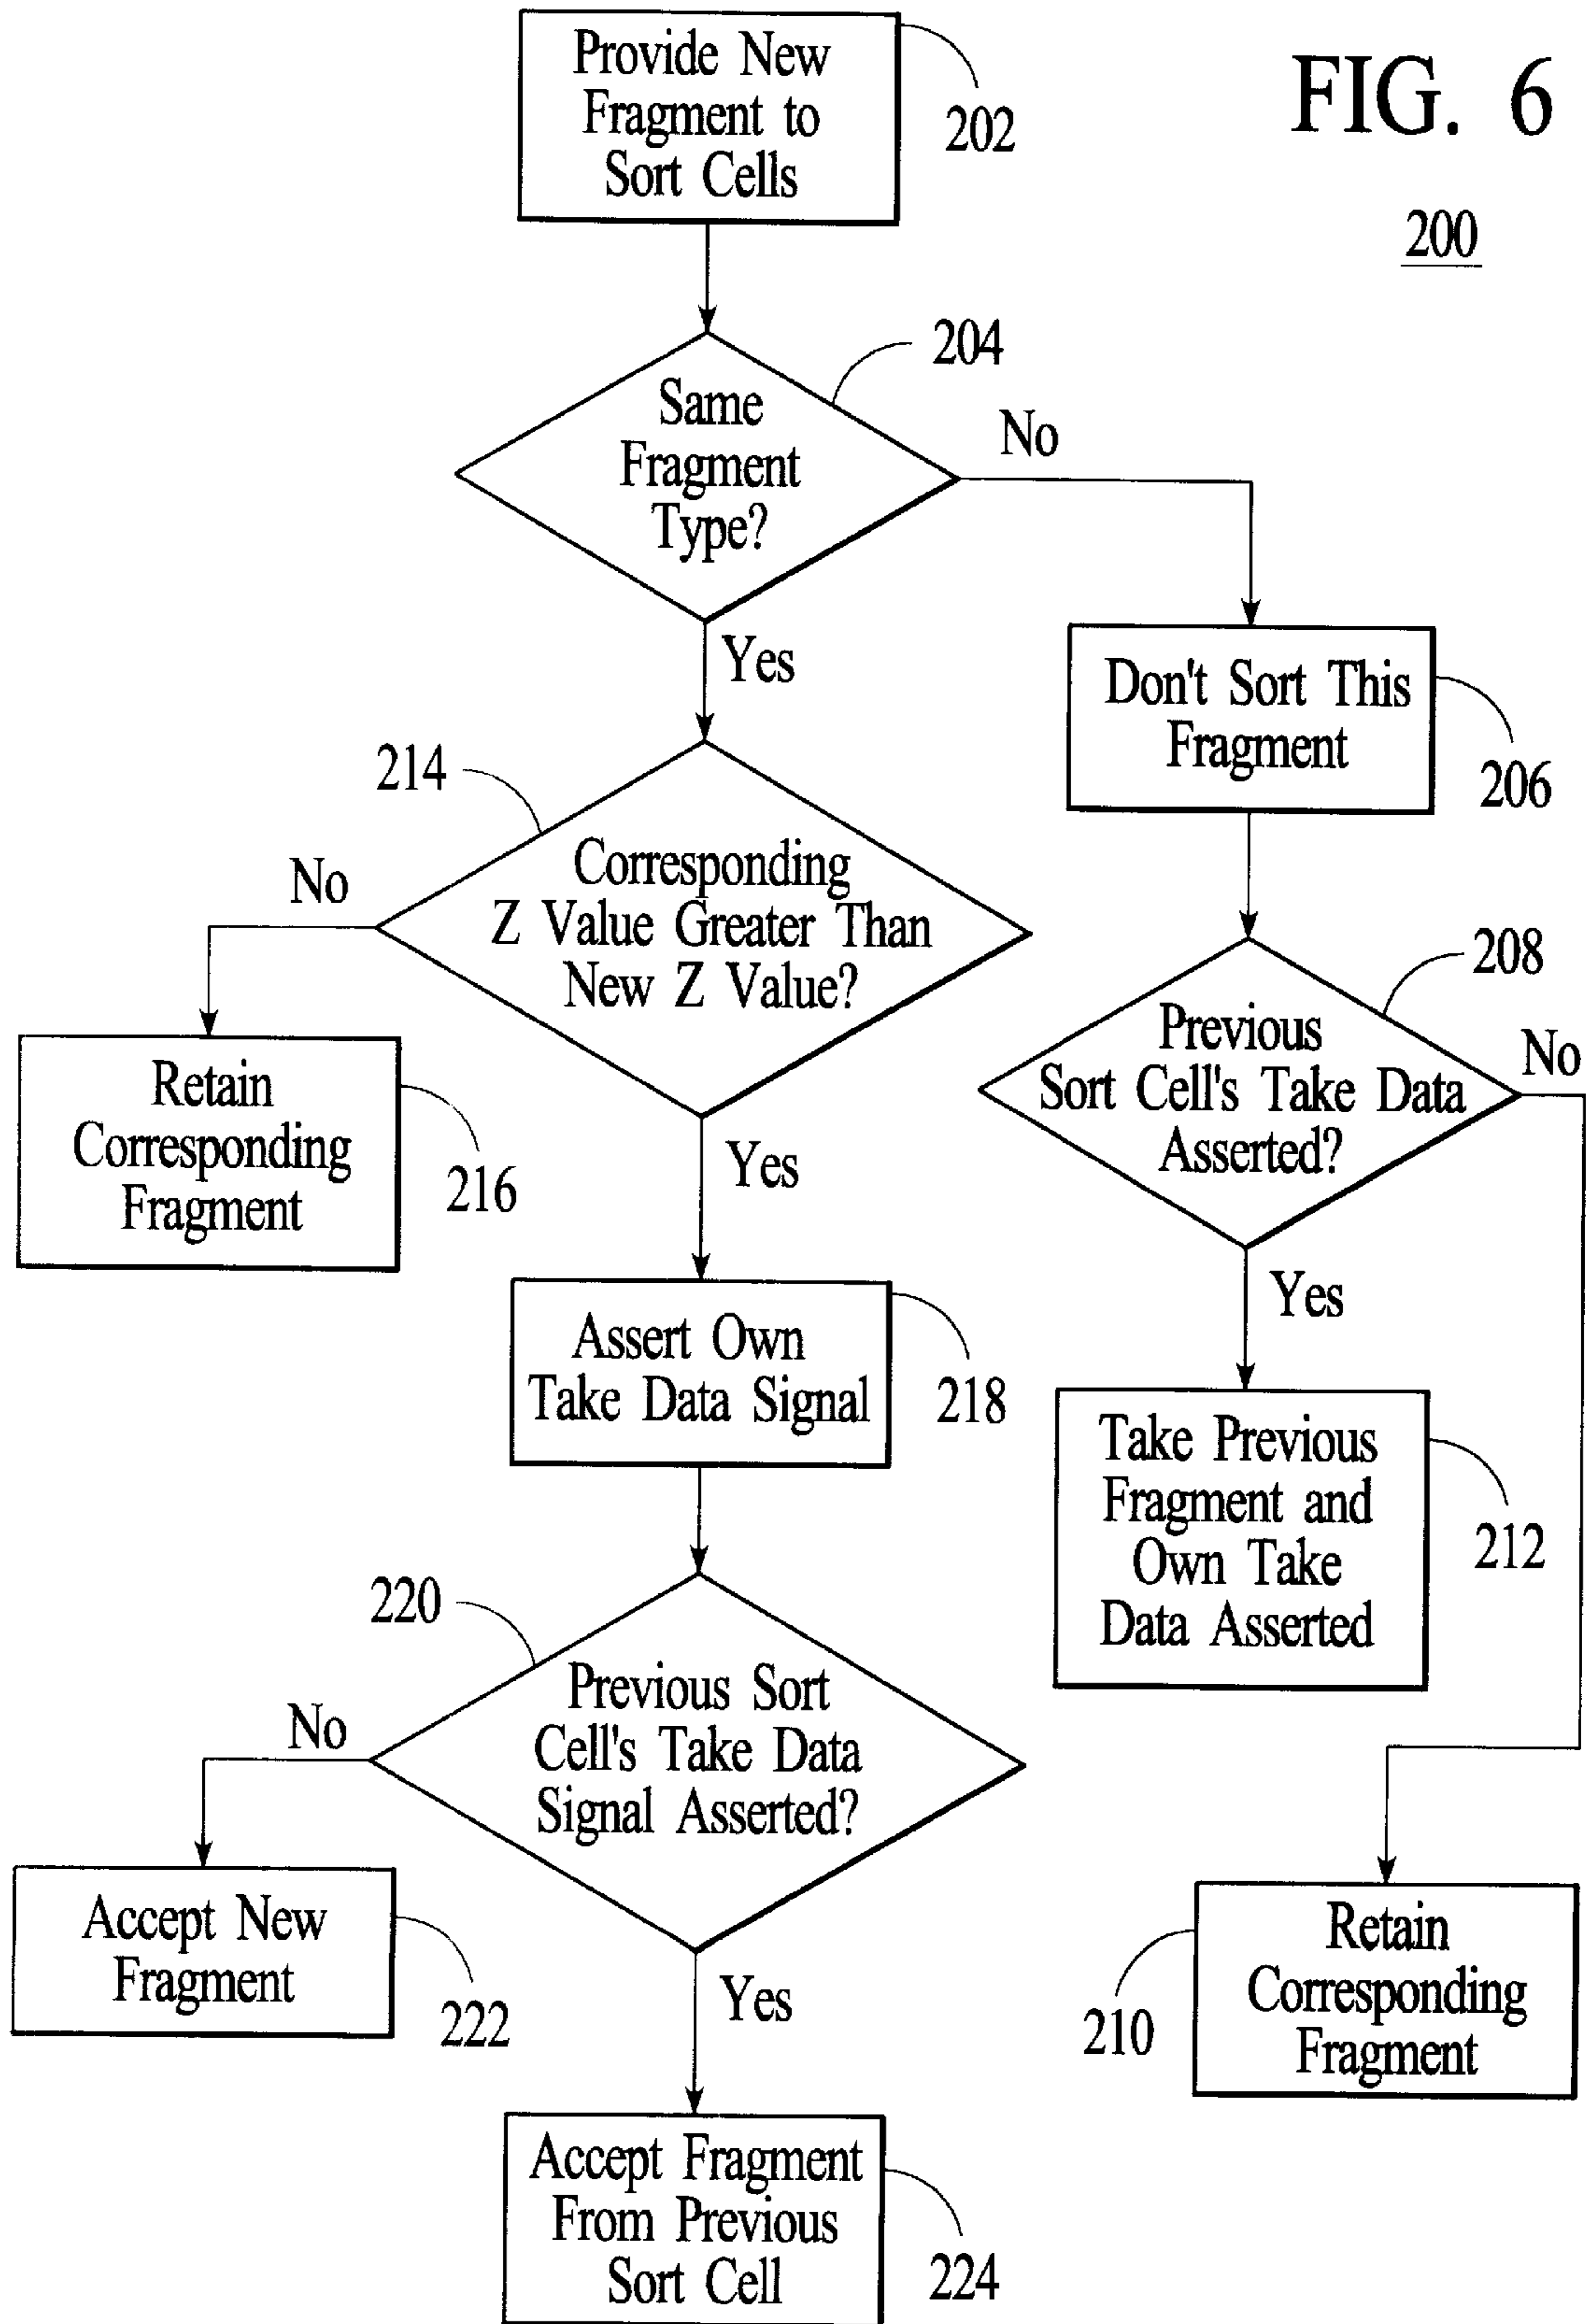 FIG. 6
200
Provide New
Fragment to
Sort Cells
202
Same
Fragment
Type?
204
No
Yes
Don't Sort This
Fragment
206
Corresponding
Z Value Greater Than
New Z Value?
214
No
Yes
Retain
Corresponding
Fragment
216
Previous
Sort Cell's Take Data
Asserted?
208
No
Yes
Assert Own
Take Data Signal
218
Take Previous
Fragment and
Own Take
Data Asserted
212
Previous Sort
Cell's Take Data
Signal Asserted?
220
No
Yes
Accept New
Fragment
222
Retain
Corresponding
Fragment
210
Accept Fragment
From Previous
Sort Cell
224